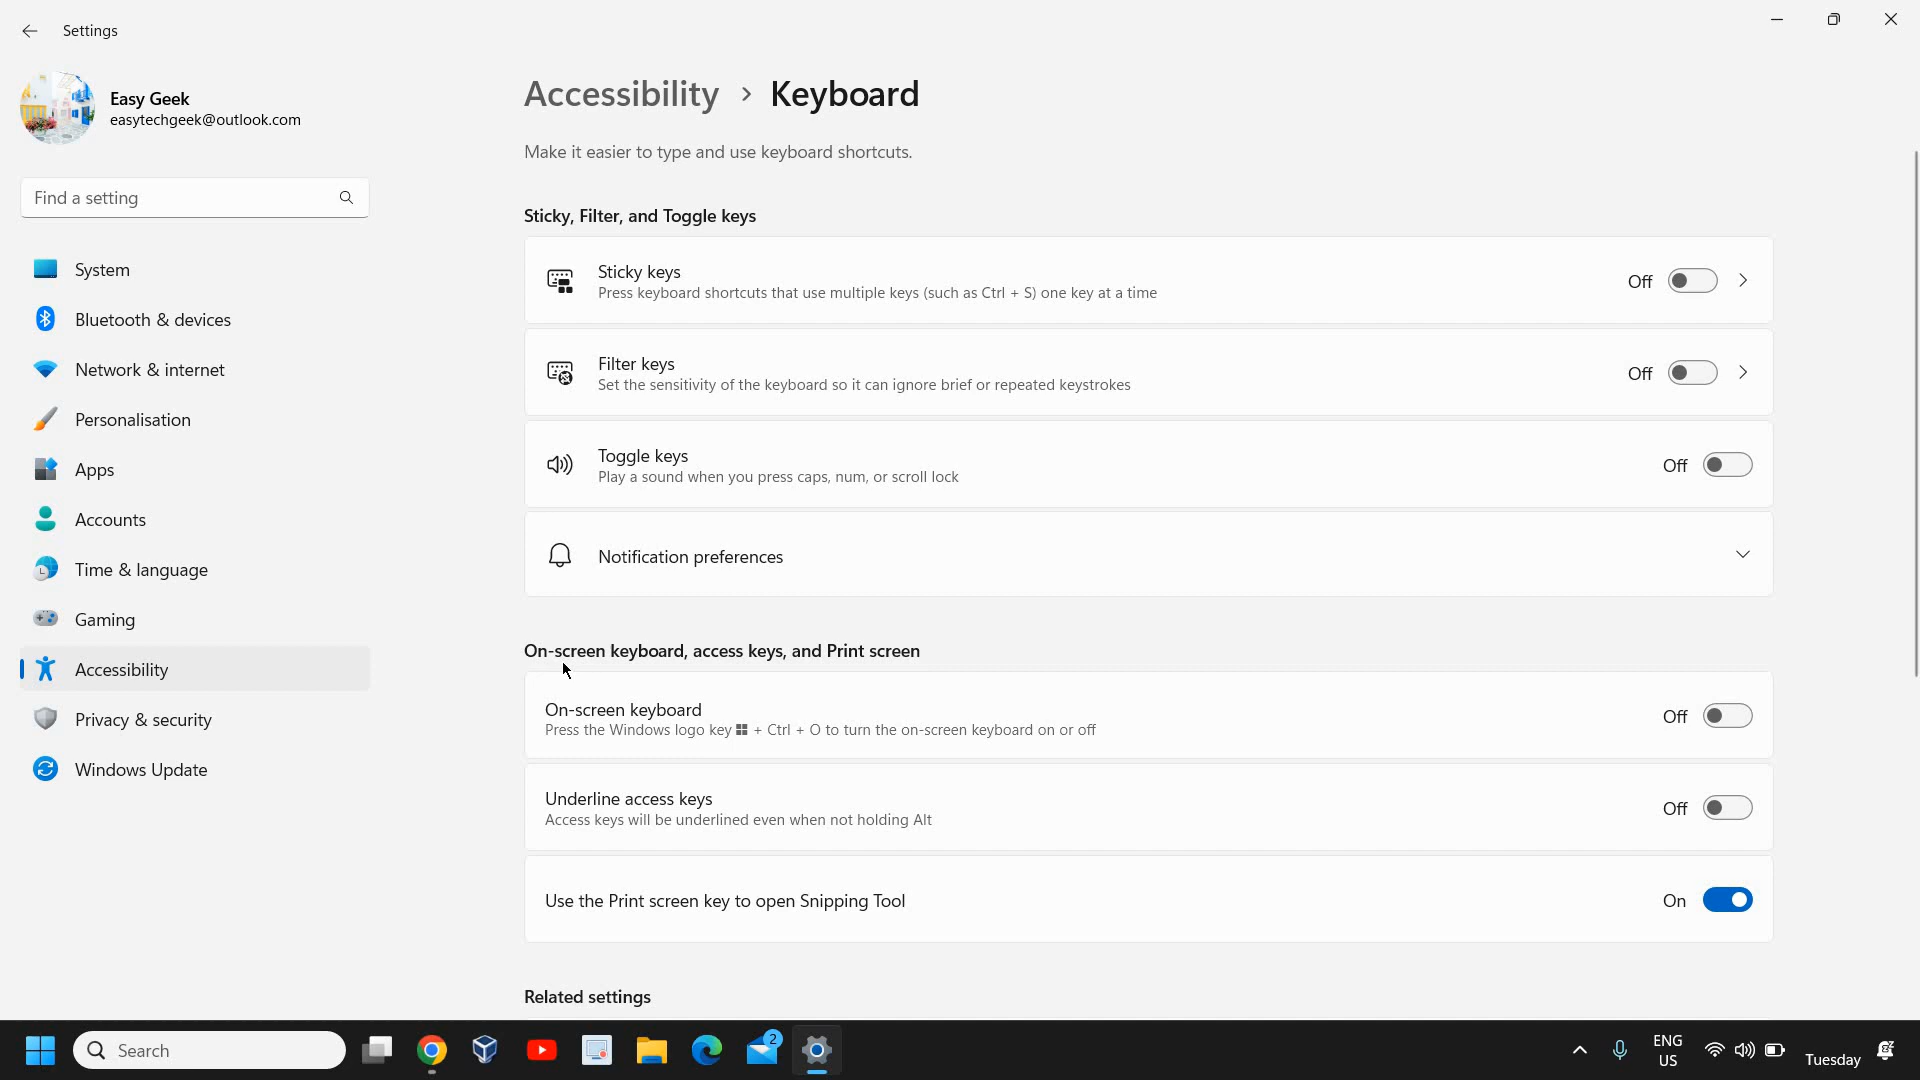 Settings
Easy Geek
easytechgeek@outlook.com
Find a setting
System
Bluetooth & devices
Network & internet
Personalisation
Apps
Accounts
Time & language
Gaming
Accessibility
Privacy & security
Windows Update
Accessibility > Keyboard
Make it easier to type and use keyboard shortcuts.
Sticky, Filter, and Toggle keys
Sticky keys
Press keyboard shortcuts that use multiple keys (such as Ctrl + S) one key at a time
Off
Filter keys
Set the sensitivity of the keyboard so it can ignore brief or repeated keystrokes
Off
Toggle keys
Play a sound when you press caps, num, or scroll lock
Off
Notification preferences
On-screen keyboard, access keys, and Print screen
On-screen keyboard
Press the Windows logo key + Ctrl + O to turn the on-screen keyboard on or off
Off
Underline access keys
Access keys will be underlined even when not holding Alt
Off
Use the Print screen key to open Snipping Tool
On
Related settings
Search
2
ENG
US
Tuesday